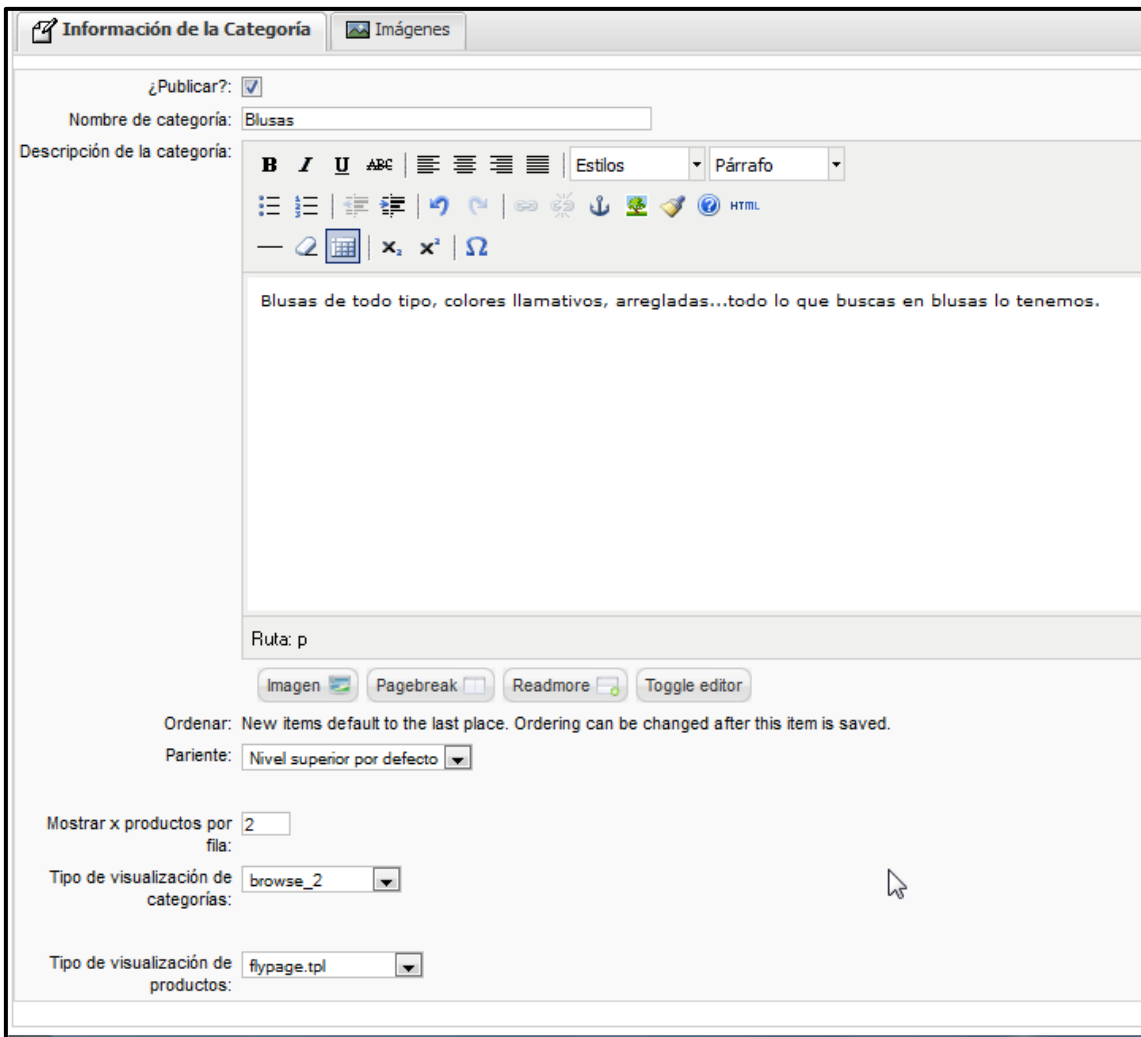 Información de la Categoría
Imágenes
¿Publicar?:
Nombre de categoría: Blusas
Descripción de la categoría:
B I U ABC Estilos Párrafo
HTML
x₂ x² Ω
Blusas de todo tipo, colores llamativos, arregladas...todo lo que buscas en blusas lo tenemos.
Ruta: p
Imagen Pagebreak Readmore Toggle editor
Ordenar: New items default to the last place. Ordering can be changed after this item is saved.
Pariente: Nivel superior por defecto
Mostrar x productos por 2
fila:
Tipo de visualización de browse_2
categorías:
Tipo de visualización de flypage.tpl
productos: